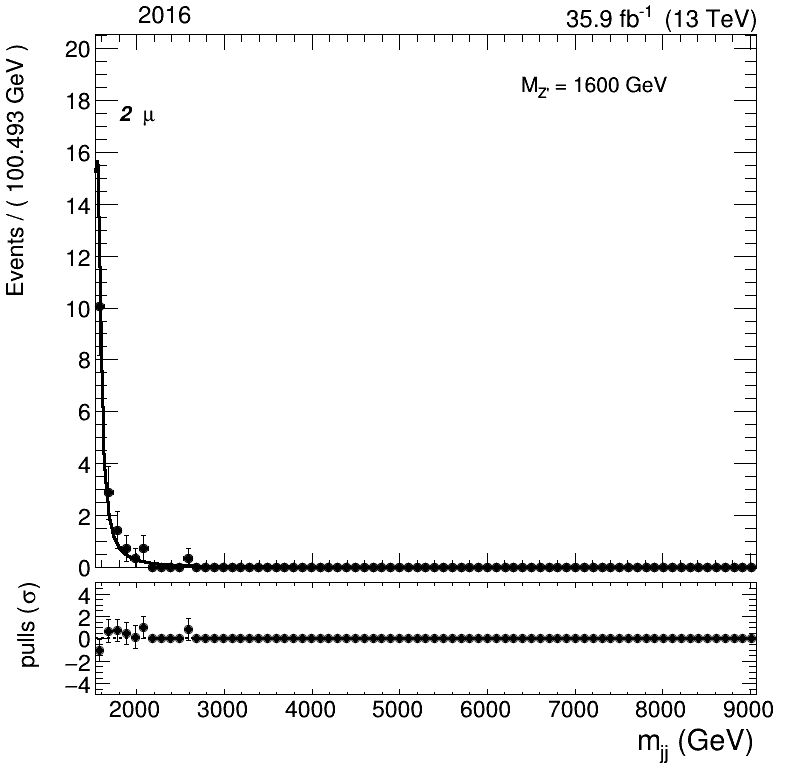 2016 35.9 fb⁻¹ (13 TeV)
Events / ( 100.493 GeV )
20
18
16
14
12
10
8
6
4
2
0
2 μ
M_Z' = 1600 GeV
pulls (σ)
4
2
0
−2
−4
2000 3000 4000 5000 6000 7000 8000 9000
m_jj (GeV)